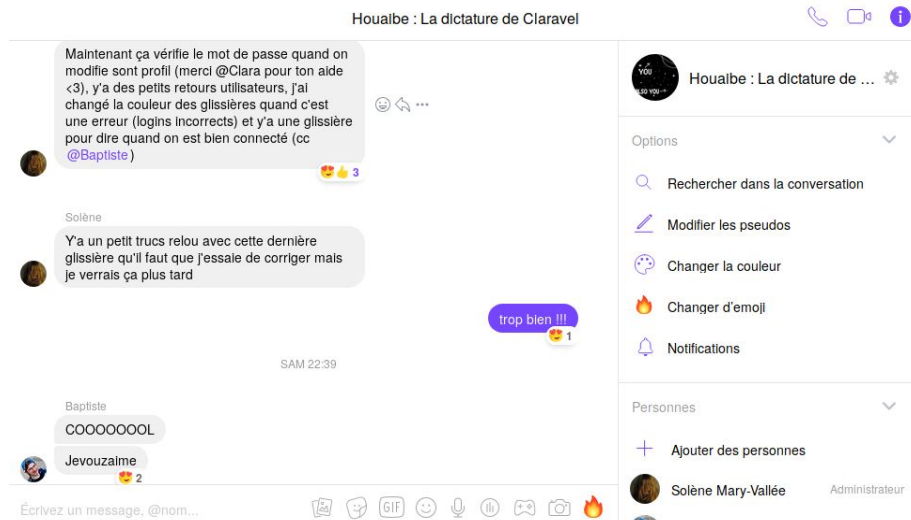 Houaïbe : La dictature de Claravel
Maintenant ça vérifie le mot de passe quand on
modifie sont profil (merci @Clara pour ton aide
<3), y'a des petits retours utilisateurs, j'ai
changé la couleur des glissières quand c'est
une erreur (logins incorrects) et y'a une glissière
pour dire quand on est bien connecté (cc
@Baptiste)
3
Solène
Y'a un petit trucs relou avec cette dernière
glissière qu'il faut que j'essaie de corriger mais
je verrais ça plus tard
trop bien !!!
1
SAM 22:39
Baptiste
COOOOOOOL
Jevouzaime
2
Écrivez un message, @nom...
GIF
YOU
ALSO YOU
Houaïbe : La dictature de ...
Options
Rechercher dans la conversation
Modifier les pseudos
Changer la couleur
Changer d'emoji
Notifications
Personnes
Ajouter des personnes
Solène Mary-Vallée
Administrateur